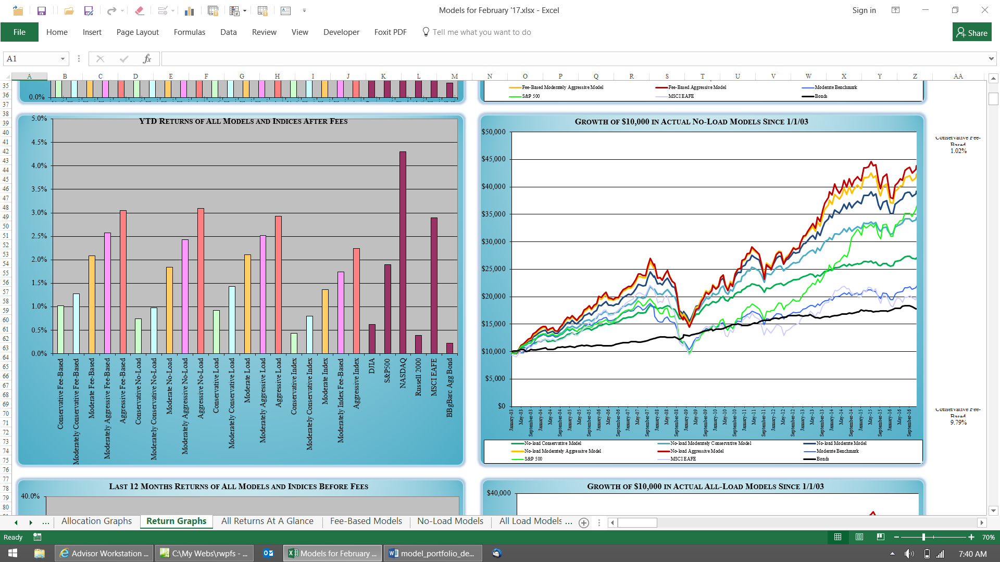 Models for February '17.xlsx - Excel
Sign in
File Home Insert Page Layout Formulas Data Review View Developer Foxit PDF Tell me what you want to do Share
A1 fx
A B C D E F G H I J K L M N O P Q R S T U V W X Y Z AA
35
36
37
38
39
40
41
42
43
44
45
46
47
48
49
50
51
52
53
54
55
56
57
58
59
60
61
62
63
64
65
66
67
68
69
70
71
72
73
74
75
76
77
78
79
80
0.0%
Fee-Based Moderately Aggressive Model Fee-Based Aggressive Model Moderate Benchmark
S&P 500 MSCI EAFE Bonds
YTD Returns of All Models and Indices After Fees
5.0%
4.5%
4.0%
3.5%
3.0%
2.5%
2.0%
1.5%
1.0%
0.5%
0.0%
Conservative Fee-Based
Moderately Conservative Fee-Based
Moderate Fee-Based
Moderately Aggressive Fee-Based
Aggressive Fee-Based
Conservative No-Load
Moderately Conservative No-Load
Moderate No-Load
Moderately Aggressive No-Load
Aggressive No-Load
Conservative Load
Moderately Conservative Load
Moderate Load
Moderately Aggressive Load
Aggressive Load
Conservative Index
Moderately Conservative Index
Moderate Index
Moderately Index Fee-Based
Aggressive Index
DJIA
S&P500
NASDAQ
Russell 2000
MSCI EAFE
BBgBarc Agg Bond
Growth of $10,000 in Actual No-Load Models Since 1/1/03
$50,000
$45,000
$40,000
$35,000
$30,000
$25,000
$20,000
$15,000
$10,000
$5,000
$0
January-03
May-03
September-03
January-04
May-04
September-04
January-05
May-05
September-05
January-06
May-06
September-06
January-07
May-07
September-07
January-08
May-08
September-08
January-09
May-09
September-09
January-10
May-10
September-10
January-11
May-11
September-11
January-12
May-12
September-12
January-13
May-13
September-13
January-14
May-14
September-14
January-15
May-15
September-15
January-16
May-16
September-16
No-load Conservative Model No-load Moderately Conservative Model No-load Moderate Model
No-load Moderately Aggressive Model No-load Aggressive Model Moderate Benchmark
S&P 500 MSCI EAFE Bonds
Conservative Fee-
Based
1.02%
Conservative Fee-
Based
9.79%
Last 12 Months Returns of All Models and Indices Before Fees
40.0%
Growth of $10,000 in Actual All-Load Models Since 1/1/03
$40,000
... Allocation Graphs Return Graphs All Returns At A Glance Fee-Based Models No-Load Models All Load Models ...
Ready 70%
Advisor Workstation ... C:\My Webs\rwpfs - ... Models for February ... model_portfolio_de... 7:40 AM